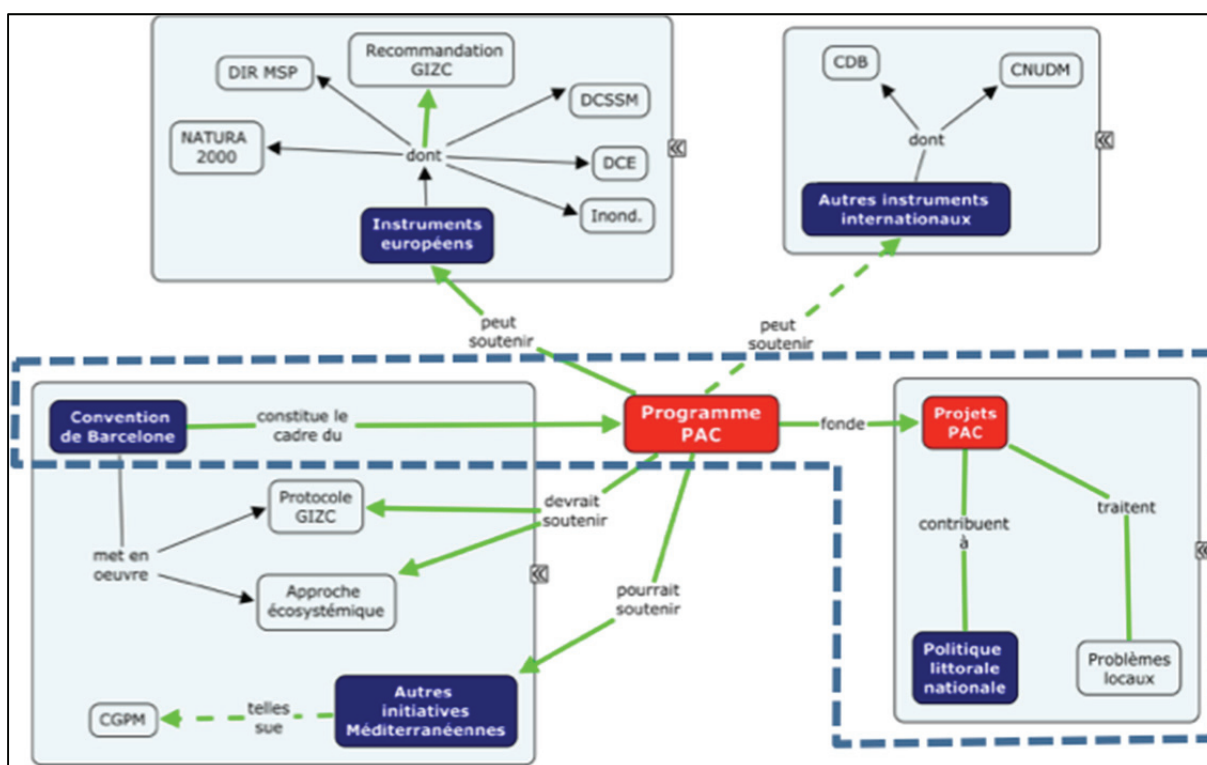 Recommandation
GIZC
DIR MSP
DCSSM
NATURA
2000
dont
DCE
Inond.
Instruments
européens
CDB
CNUDM
dont
Autres instruments
internationaux
peut
soutenir
peut
soutenir
Convention
de Barcelone
constitue le
cadre du
Programme
PAC
fonde
Projets
PAC
Protocole
GIZC
devrait
soutenir
met en
oeuvre
Approche
écosystémique
pourrait
soutenir
contribuent
à
traitent
Politique
littorale
nationale
Problèmes
locaux
CGPM
telles
sue
Autres
initiatives
Méditerranéennes